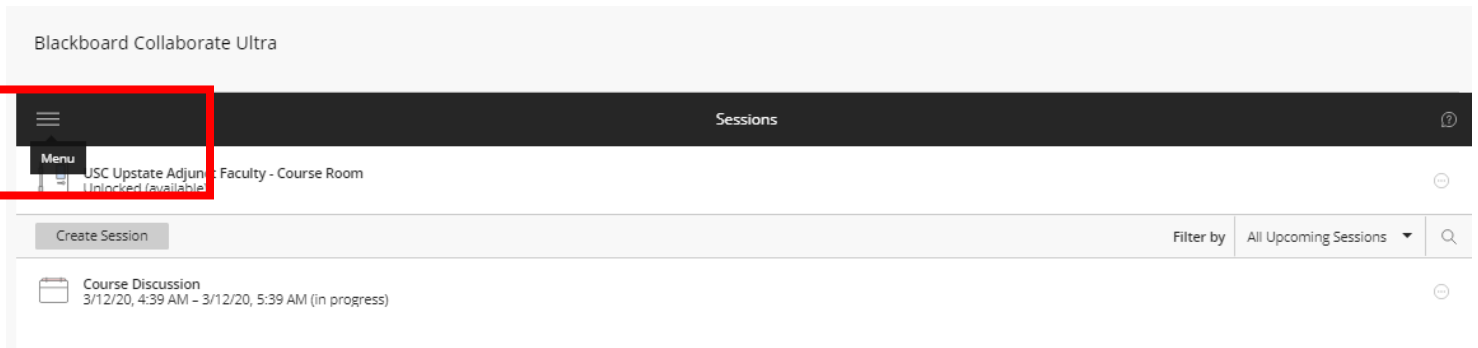 Blackboard Collaborate Ultra
Sessions
Menu
USC Upstate Adjunct Faculty - Course Room
Unlocked (available)
Create Session
Filter by
All Upcoming Sessions
Course Discussion
3/12/20, 4:39 AM – 3/12/20, 5:39 AM (in progress)